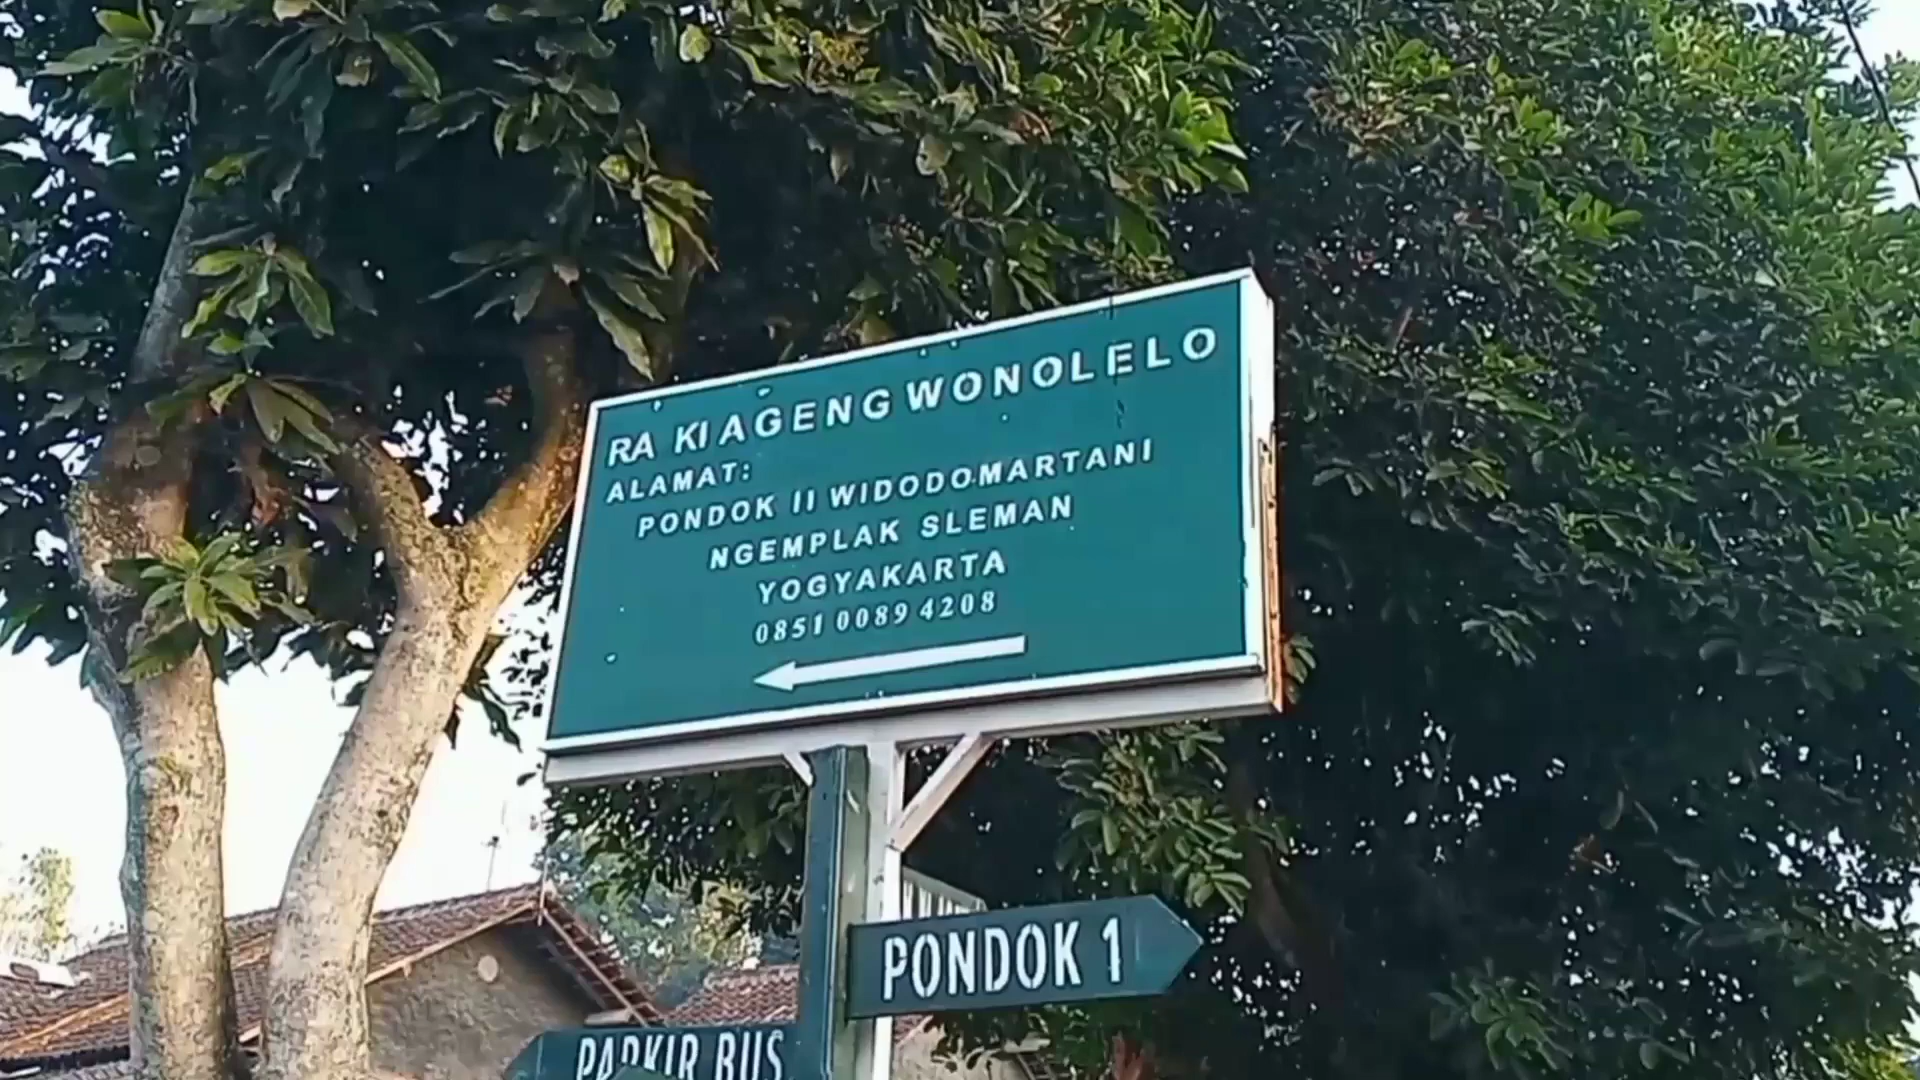 RA KI AGENG WONOLELO
ALAMAT:
PONDOK II WIDODOMARTANI
NGEMPLAK SLEMAN
YOGYAKARTA
0851 0089 4208
PONDOK 1
PARKIR BUS